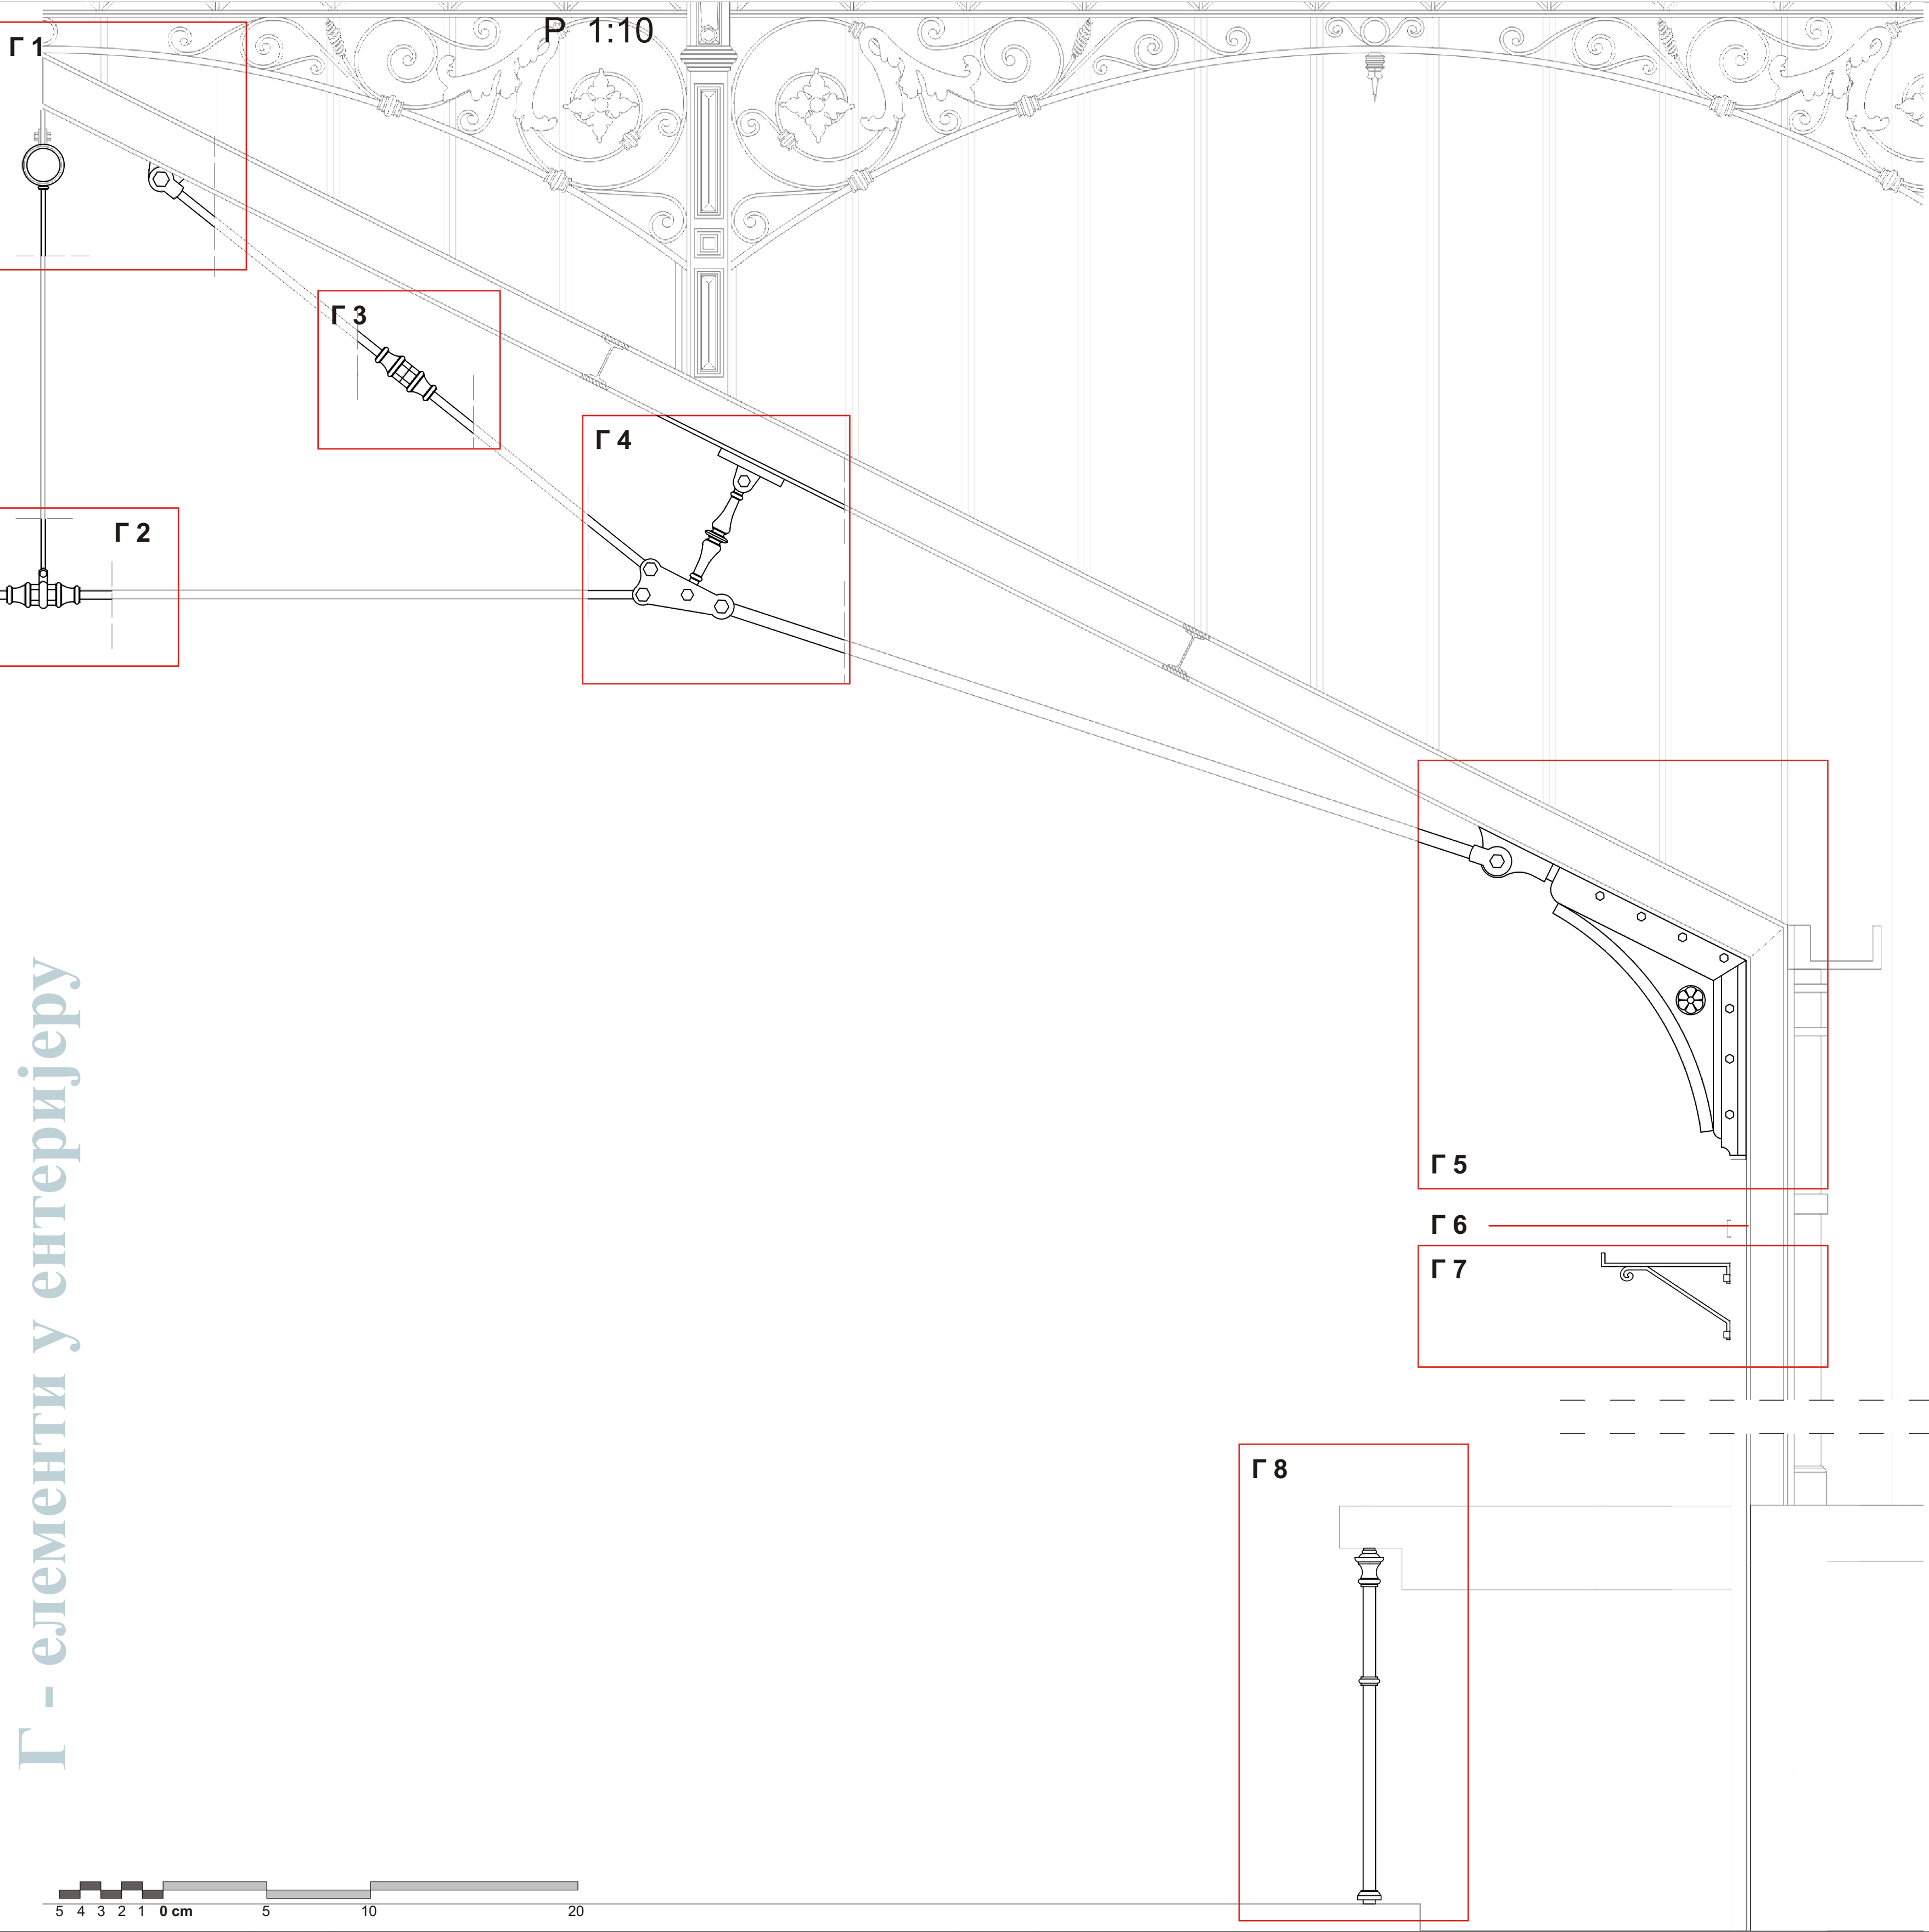 Р 1:10
Г 1
Г 3
Г 4
Г 2
Г 5
Г 6
Г 7
Г 8
Г - елементи у ентеријеру
5 4 3 2 1 0 cm 5 10 20